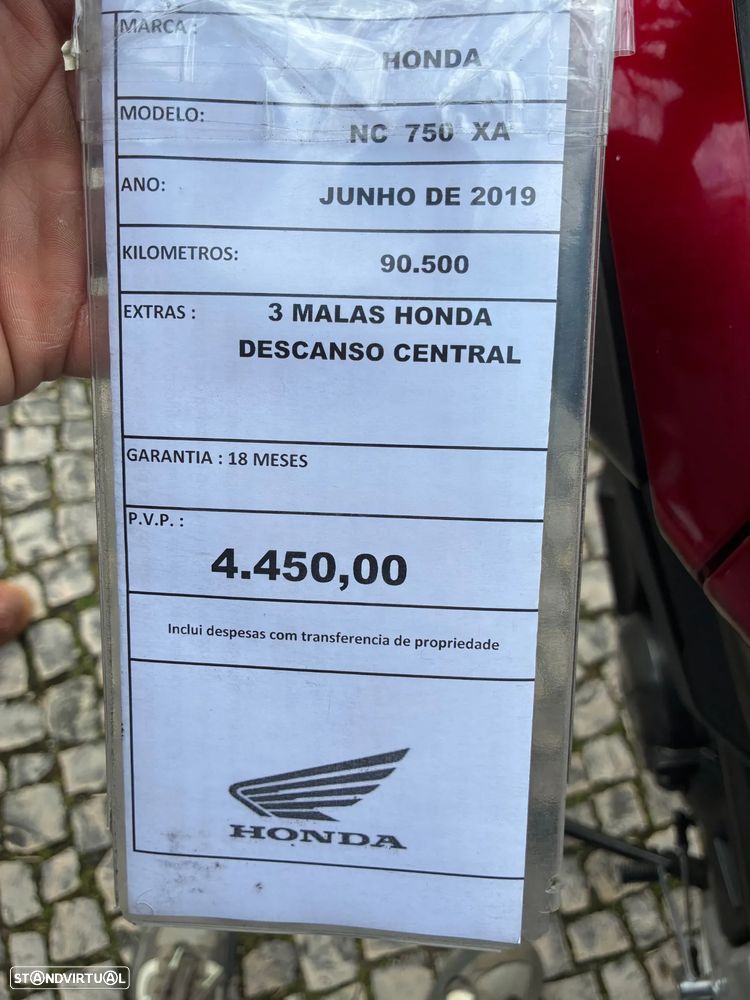 MARCA :
HONDA
MODELO:
NC 750 XA
ANO:
JUNHO DE 2019
KILOMETROS:
90.500
EXTRAS :
3 MALAS HONDA
DESCANSO CENTRAL
GARANTIA : 18 MESES
P.V.P. :
4.450,00
Inclui despesas com transferencia de propriedade
HONDA
STANDVIRTUAL